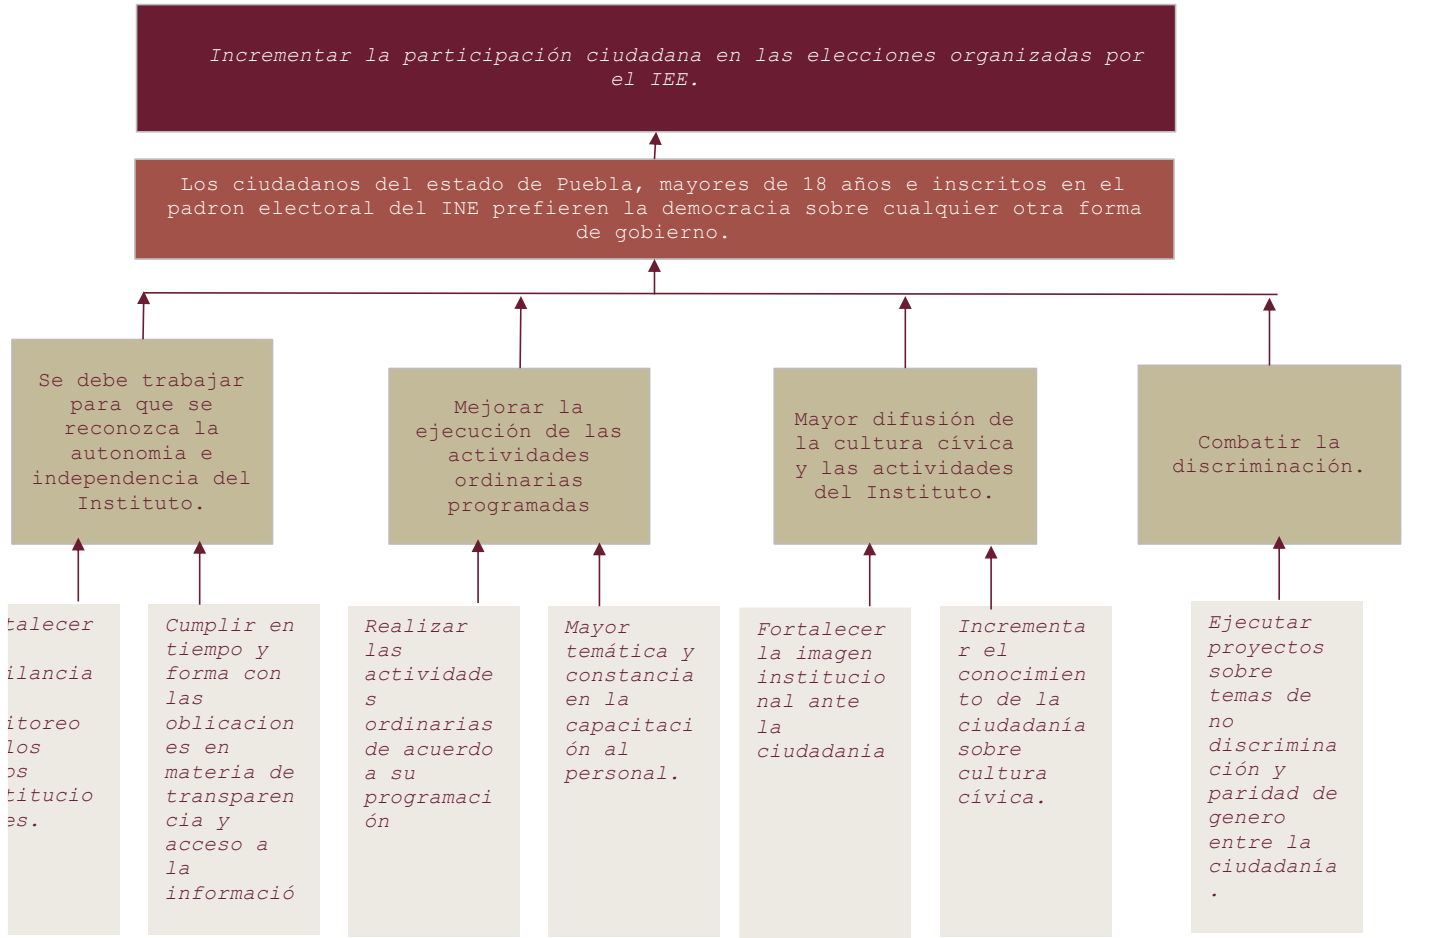 Incrementar la participación ciudadana en las elecciones organizadas por
el IEE.
Los ciudadanos del estado de Puebla, mayores de 18 años e inscritos en el
padron electoral del INE prefieren la democracia sobre cualquier otra forma
de gobierno.
Se debe trabajar
para que se
reconozca la
autonomia e
independencia del
Instituto.
Mejorar la
ejecución de las
actividades
ordinarias
programadas
Mayor difusión de
la cultura cívica
y las actividades
del Instituto.
Combatir la
discriminación.
talecer
ilancia
itoreo
los
os
titucio
es.
Cumplir en
tiempo y
forma con
las
oblicacion
es en
materia de
transparen
cia y
acceso a
la
informació
Realizar
las
actividade
s
ordinarias
de acuerdo
a su
programaci
ón
Mayor
temática y
constancia
en la
capacitaci
ón al
personal.
Fortalecer
la imagen
institucio
nal ante
la
ciudadania
Incrementa
r el
conocimien
to de la
ciudadanía
sobre
cultura
cívica.
Ejecutar
proyectos
sobre
temas de
no
discrimina
ción y
paridad de
genero
entre la
ciudadanía
.